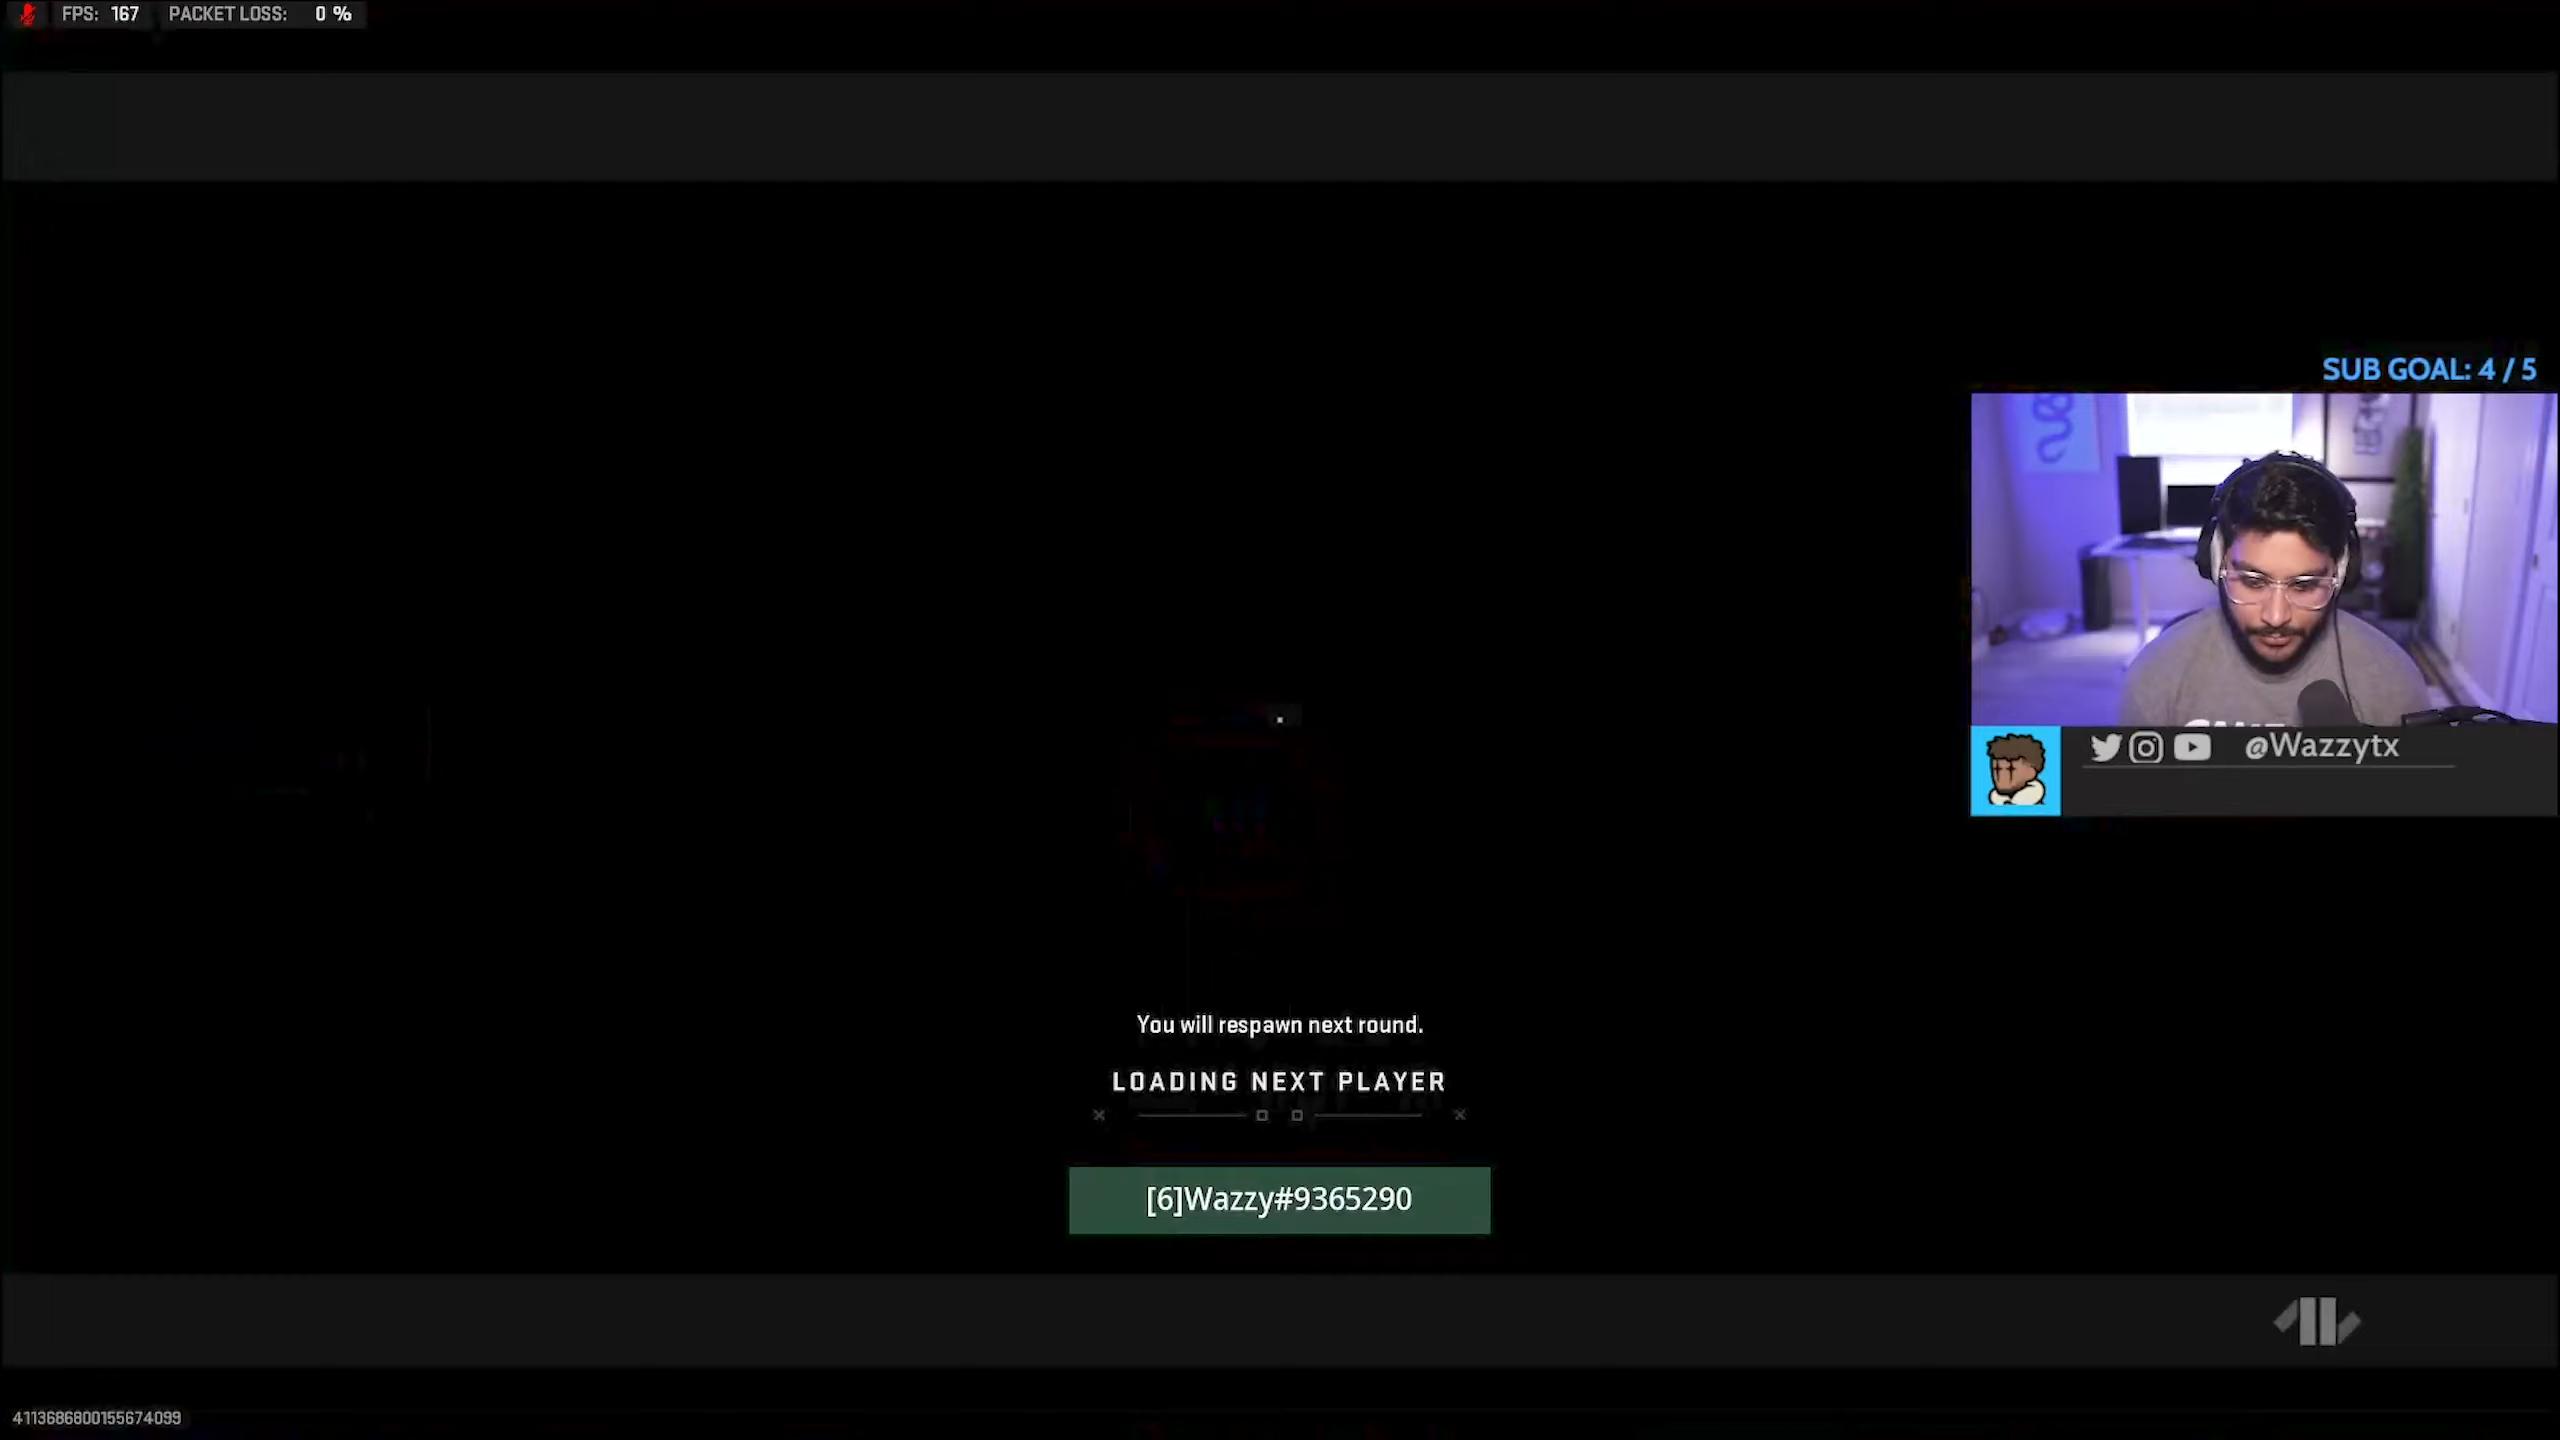 FPS: 167 PACKET LOSS: 0 %
SUB GOAL: 4 / 5
@Wazzytx
You will respawn next round.
LOADING NEXT PLAYER
[6]Wazzy#9365290
4113686800155674099